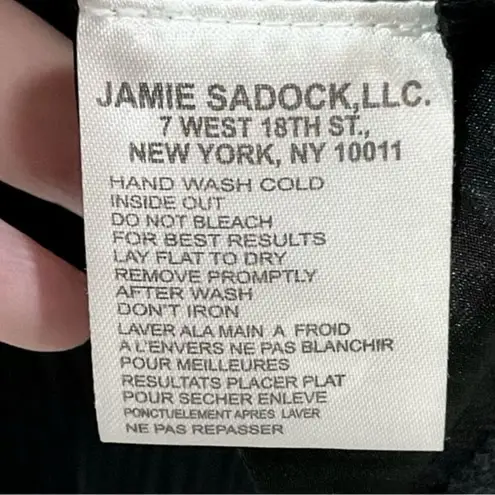 JAMIE SADOCK,LLC.
7 WEST 18TH ST.,
NEW YORK, NY 10011
HAND WASH COLD
INSIDE OUT
DO NOT BLEACH
FOR BEST RESULTS
LAY FLAT TO DRY
REMOVE PROMPTLY
AFTER WASH
DON'T IRON
LAVER ALA MAIN A FROID
A L'ENVERS NE PAS BLANCHIR
POUR MEILLEURES
RESULTATS PLACER PLAT
POUR SECHER ENLEVE
PONCTUELEMENT APRES LAVER
NE PAS REPASSER